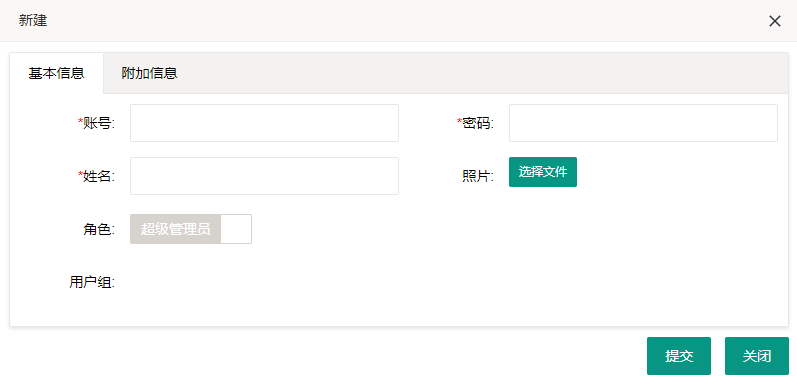 新建
基本信息 附加信息
*账号: *密码:
*姓名: 照片: 选择文件
角色: 超级管理员
用户组:
提交 关闭